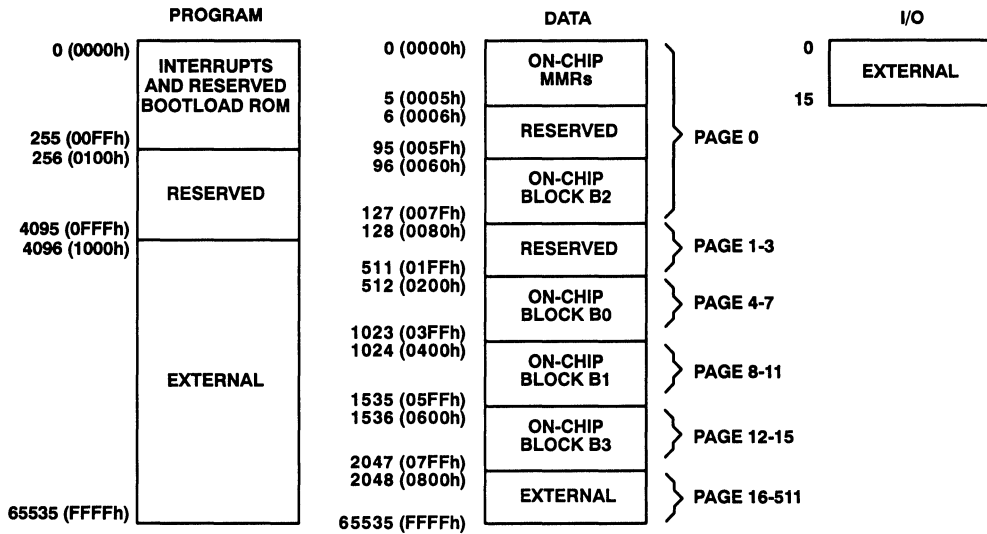 PROGRAM
0 (0000h)
INTERRUPTS
AND RESERVED
BOOTLOAD ROM
255 (00FFh)
256 (0100h)
RESERVED
4095 (0FFFh)
4096 (1000h)
EXTERNAL
65535 (FFFFh)
DATA
0 (0000h)
ON-CHIP
MMRs
5 (0005h)
6 (0006h)
RESERVED
95 (005Fh)
96 (0060h)
ON-CHIP
BLOCK B2
127 (007Fh)
PAGE 0
128 (0080h)
RESERVED
PAGE 1-3
511 (01FFh)
512 (0200h)
ON-CHIP
BLOCK B0
PAGE 4-7
1023 (03FFh)
1024 (0400h)
ON-CHIP
BLOCK B1
PAGE 8-11
1535 (05FFh)
1536 (0600h)
ON-CHIP
BLOCK B3
PAGE 12-15
2047 (07FFh)
2048 (0800h)
EXTERNAL
PAGE 16-511
65535 (FFFFh)
I/O
0
EXTERNAL
15